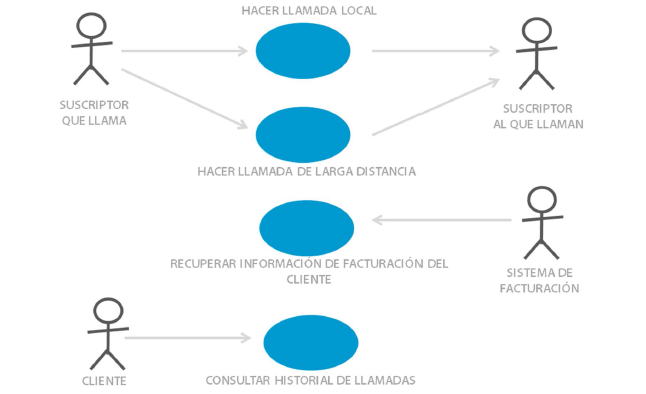 HACER LLAMADA LOCAL
SUSCRIPTOR
QUE LLAMA
SUSCRIPTOR
AL QUE LLAMAN
HACER LLAMADA DE LARGA DISTANCIA
RECUPERAR INFORMACIÓN DE FACTURACIÓN DEL
CLIENTE
SISTEMA DE
FACTURACIÓN
CLIENTE
CONSULTAR HISTORIAL DE LLAMADAS